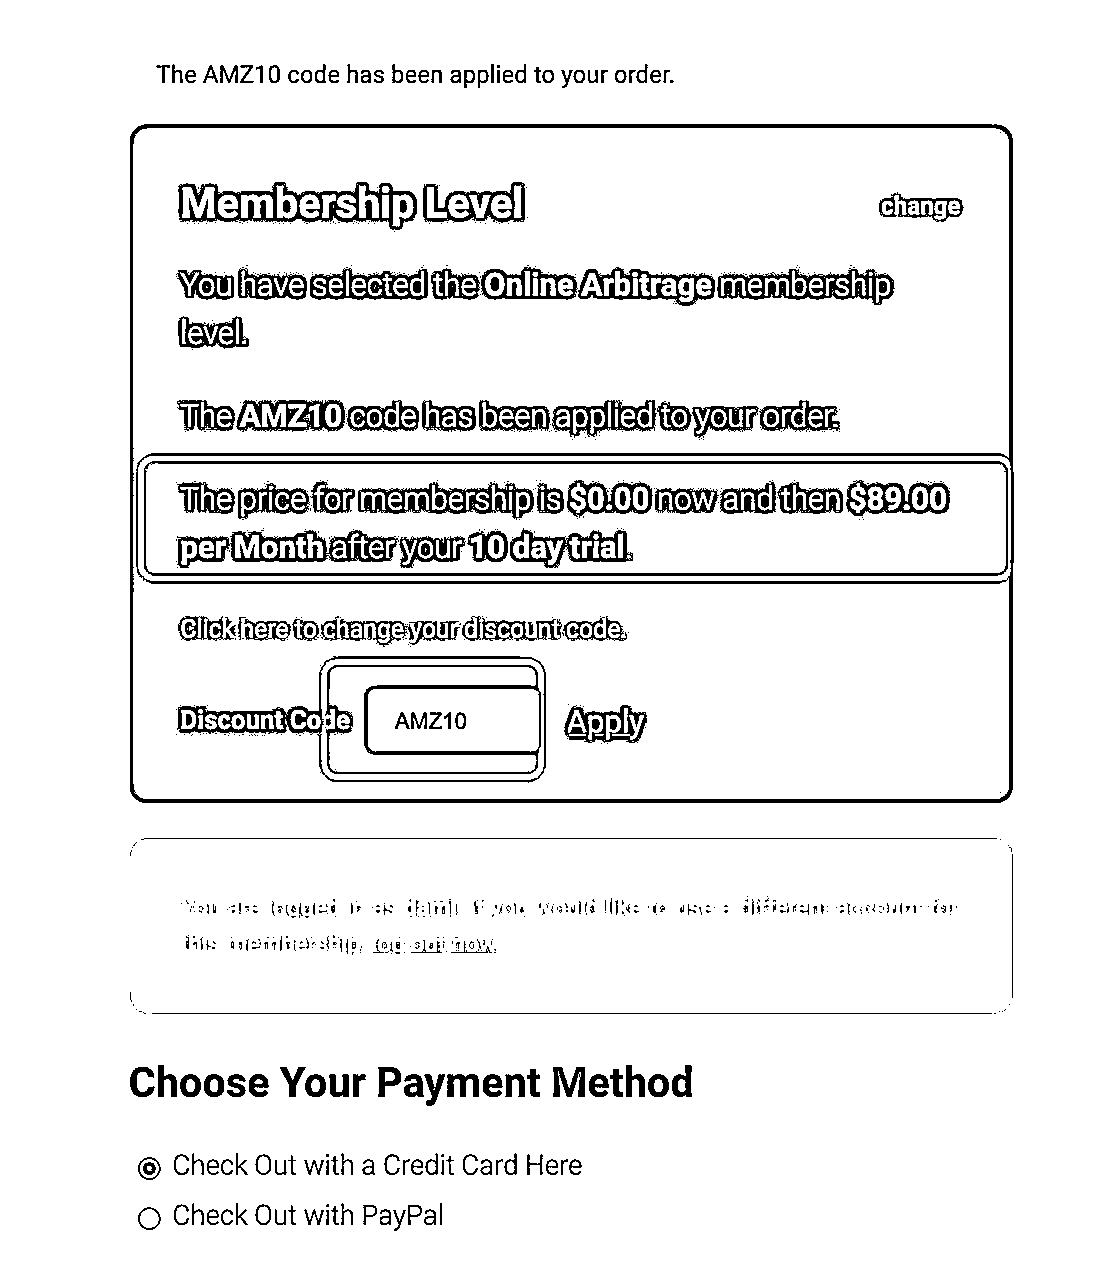 The AMZ10 code has been applied to your order.
Membership Level
change
You have selected the Online Arbitrage membership
level.
The AMZ10 code has been applied to your order.
The price for membership is $0.00 now and then $89.00
per Month after your 10 day trial.
Click here to change your discount code.
Discount Code
AMZ10
Apply
You are logged in as If you would like to use a different account for
this membership, log out now.
Choose Your Payment Method
Check Out with a Credit Card Here
Check Out with PayPal